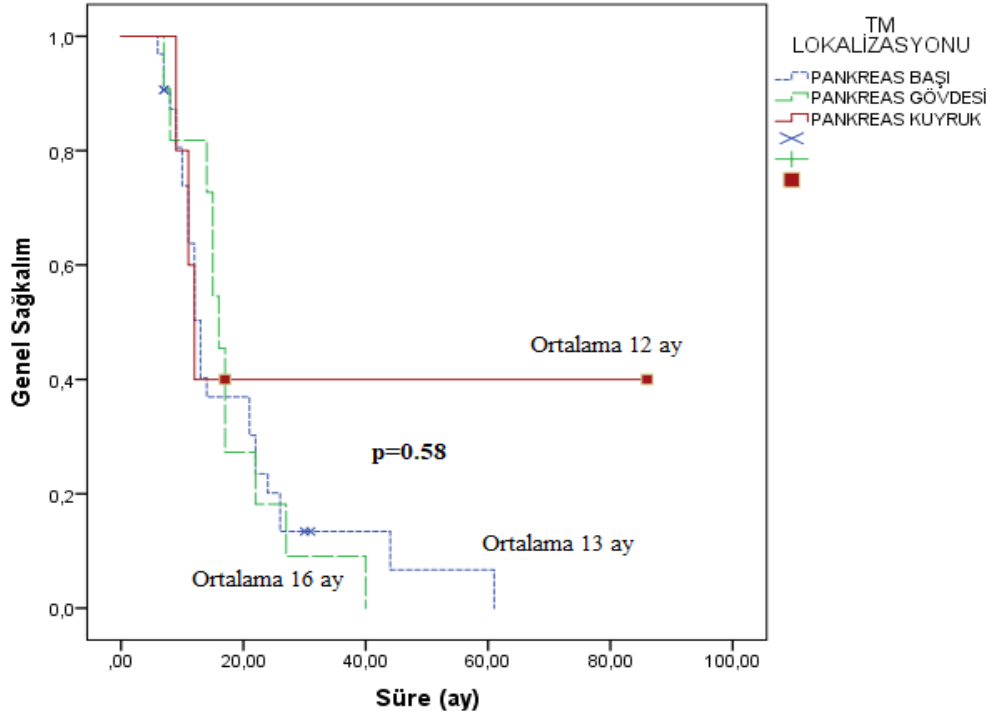 TM
LOKALİZASYONU
PANKREAS BAŞI
PANKREAS GÖVDESİ
PANKREAS KUYRUK
Genel Sağkalım
1,0
0,8
0,6
0,4
0,2
0,0
Ortalama 12 ay
p=0.58
Ortalama 13 ay
Ortalama 16 ay
,00
20,00
40,00
60,00
80,00
100,00
Süre (ay)